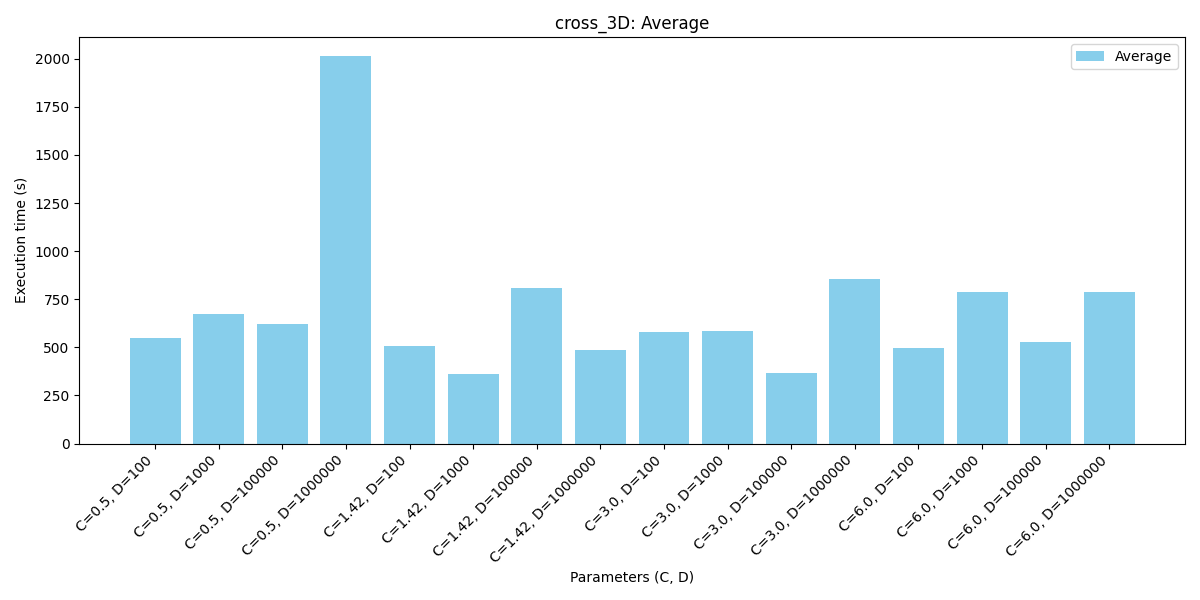 cross_3D: Average
Average
Execution time (s)
2000
1750
1500
1250
1000
750
500
250
0
C=0.5, D=100
C=0.5, D=1000
C=0.5, D=100000
C=0.5, D=1000000
C=1.42, D=100
C=1.42, D=1000
C=1.42, D=100000
C=1.42, D=1000000
C=3.0, D=100
C=3.0, D=1000
C=3.0, D=100000
C=3.0, D=1000000
C=6.0, D=100
C=6.0, D=1000
C=6.0, D=100000
C=6.0, D=1000000
Parameters (C, D)